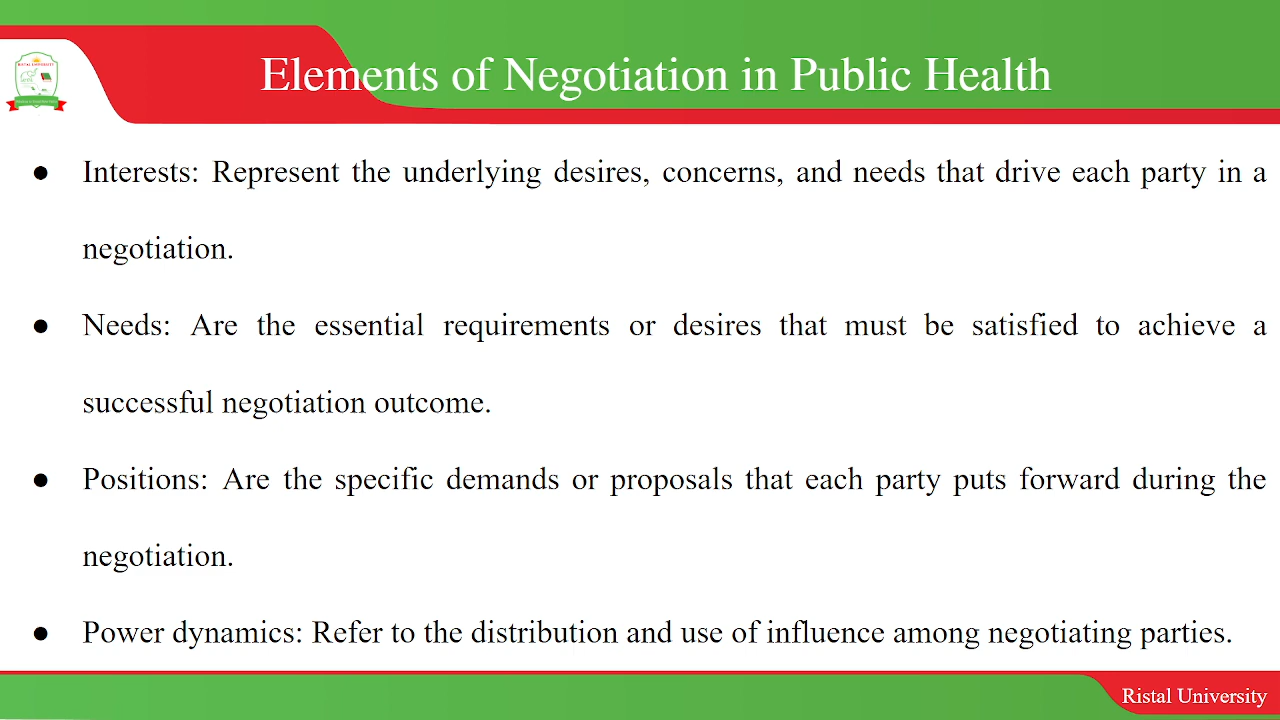 Elements of Negotiation in Public Health
RISTAL UNIVERSITY
● Interests: Represent the underlying desires, concerns, and needs that drive each party in a
negotiation.
● Needs: Are the essential requirements or desires that must be satisfied to achieve a
successful negotiation outcome.
● Positions: Are the specific demands or proposals that each party puts forward during the
negotiation.
● Power dynamics: Refer to the distribution and use of influence among negotiating parties.
Ristal University